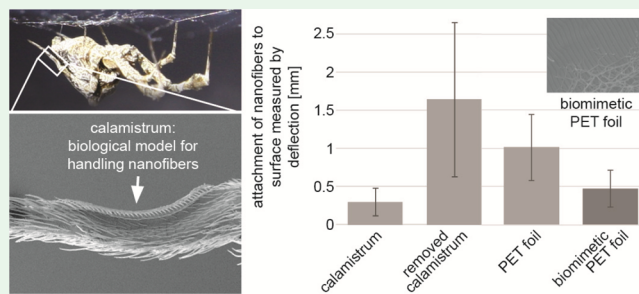 calamistrum:
biological model for
handling nanofibers
attachment of nanofibers to
surface measured by
deflection [mm]
2.5
2
1.5
1
0.5
0
biomimetic
PET foil
calamistrum
removed
calamistrum
PET foil
biomimetic
PET foil